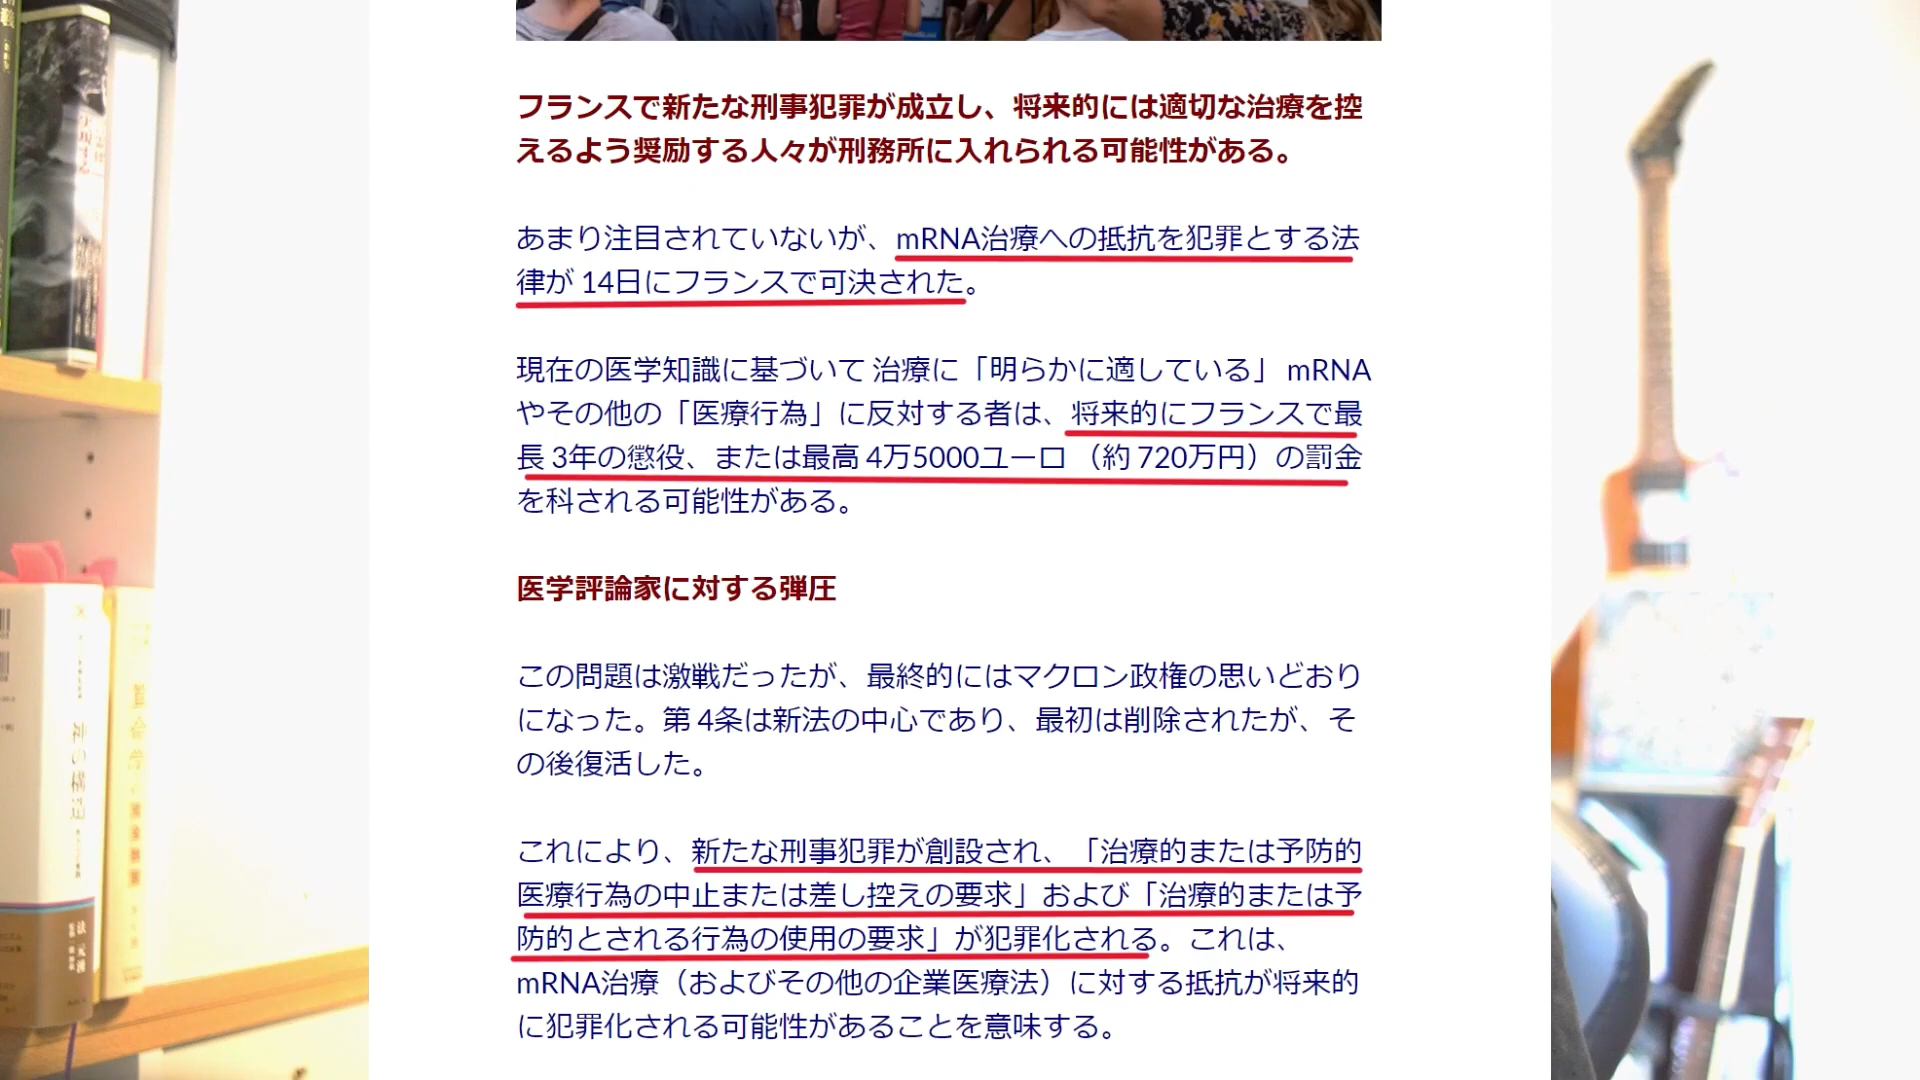 フランスで新たな刑事犯罪が成立し、将来的には適切な治療を控
えるよう奨励する人々が刑務所に入れられる可能性がある。
あまり注目されていないが、mRNA治療への抵抗を犯罪とする法
律が 14日にフランスで可決された。
現在の医学知識に基づいて 治療に「明らかに適している」 mRNA
やその他の「医療行為」に反対する者は、将来的にフランスで最
長 3年の懲役、または最高 4万5000ユーロ （約 720万円）の罰金
を科される可能性がある。
医学評論家に対する弾圧
この問題は激戦だったが、最終的にはマクロン政権の思いどおり
になった。第 4条は新法の中心であり、最初は削除されたが、そ
の後復活した。
これにより、新たな刑事犯罪が創設され、「治療的または予防的
医療行為の中止または差し控えの要求」および「治療的または予
防的とされる行為の使用の要求」が犯罪化される。これは、
mRNA治療（およびその他の企業医療法）に対する抵抗が将来的
に犯罪化される可能性があることを意味する。